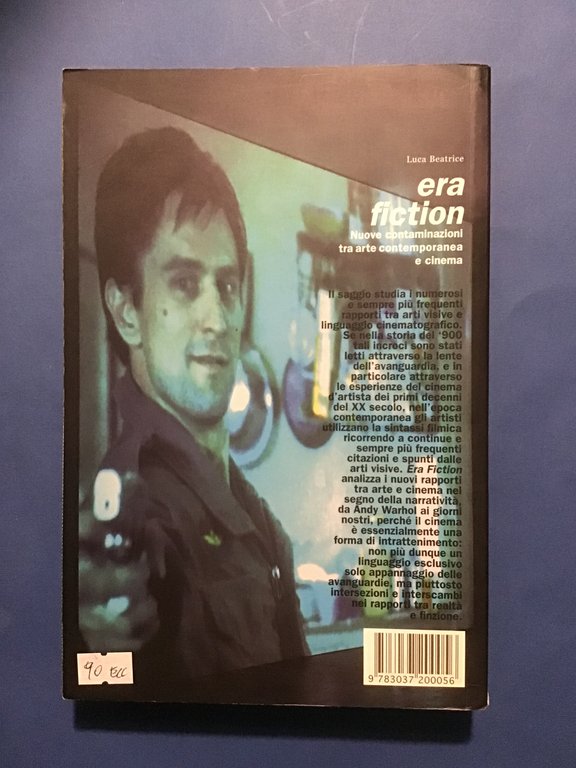 Luca Beatrice
era
fiction
Nuove contaminazioni
tra arte contemporanea
e cinema
Il saggio studia i numerosi
e sempre più frequenti
rapporti tra arti visive e
linguaggio cinematografico.
Se nella storia del '900
tali incroci sono stati
letti attraverso la lente
dell'avanguardia, e in
particolare attraverso
le esperienze del cinema
d'artista dei primi decenni
del XX secolo, nell'epoca
contemporanea gli artisti
utilizzano la sintassi filmica
ricorrendo a continue e
sempre più frequenti
citazioni e spunti dalle
arti visive. Era Fiction
analizza i nuovi rapporti
tra arte e cinema nel
segno della narratività,
da Andy Warhol ai giorni
nostri, perché il cinema
è essenzialmente una
forma di intrattenimento:
non più dunque un
linguaggio esclusivo
solo appannaggio delle
avanguardie, ma piuttosto
intersezioni e interscambi
nei rapporti tra realtà
e finzione.
9 783037 200056
90